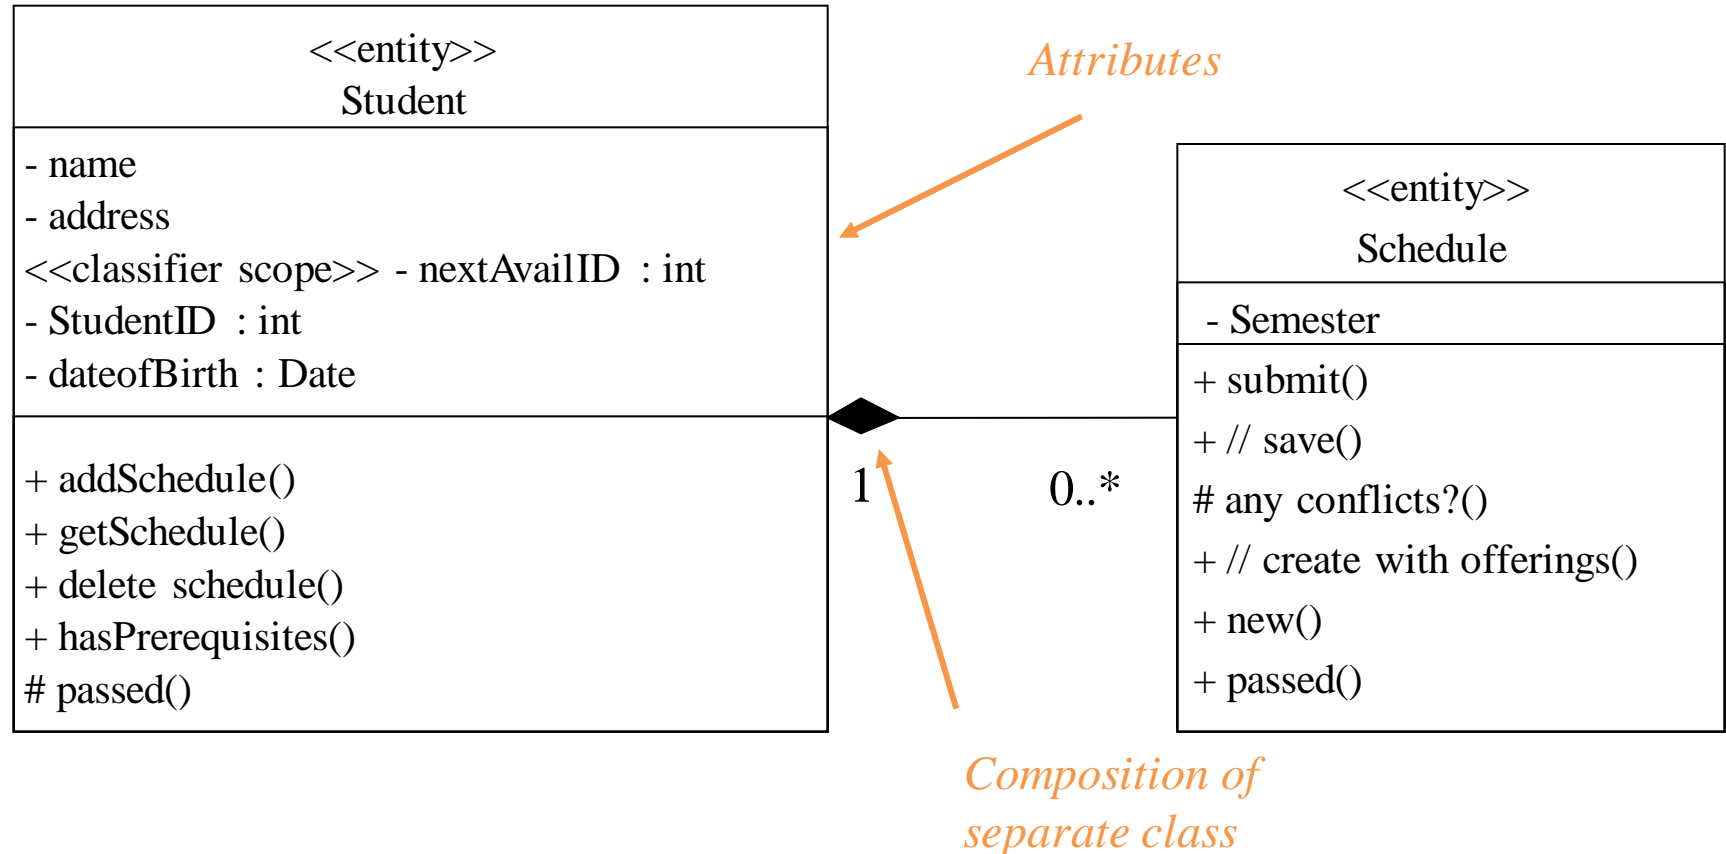 <<entity>>
Student
- name
- address
<<classifier scope>> - nextAvailID : int
- StudentID : int
- dateofBirth : Date
+ addSchedule()
+ getSchedule()
+ delete schedule()
+ hasPrerequisites()
# passed()
Attributes
1
0..*
<<entity>>
Schedule
- Semester
+ submit()
+ // save()
# any conflicts?()
+ // create with offerings()
+ new()
+ passed()
Composition of
separate class